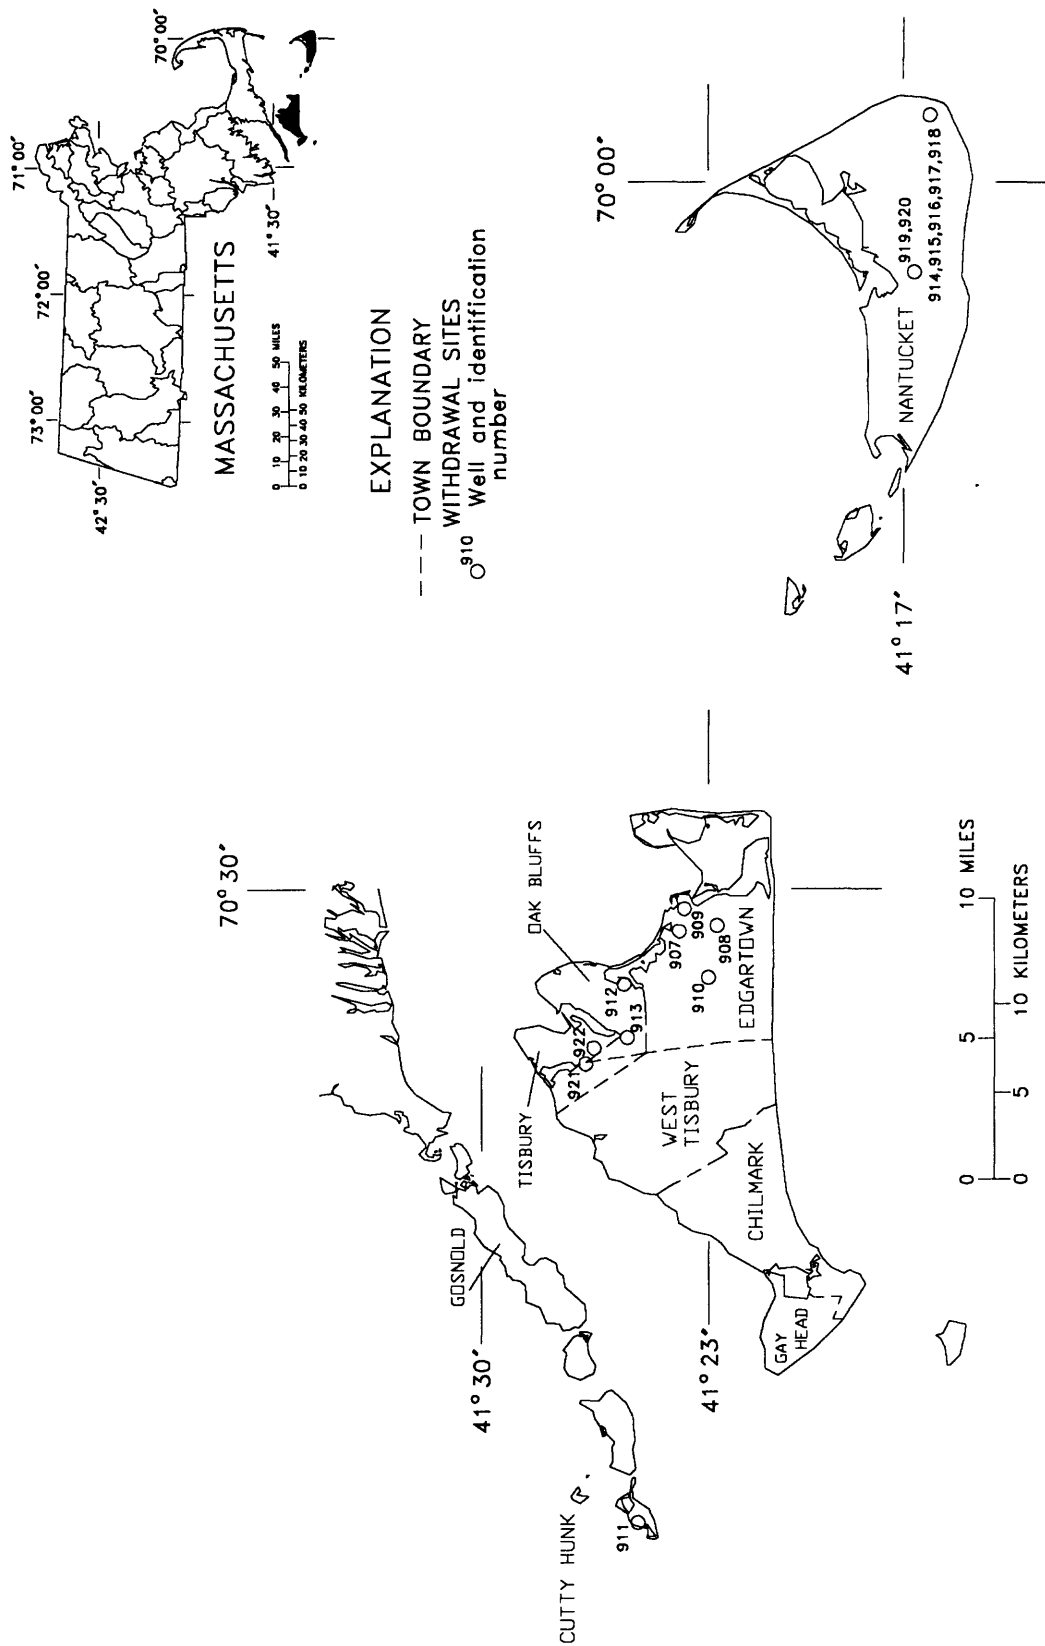 73°00'
72°00'
71°00'
70°00'
42°30'
41°30'
MASSACHUSETTS
0 10 20 30 40 50 MILES
0 10 20 30 40 50 KILOMETERS
EXPLANATION
--- TOWN BOUNDARY
WITHDRAWAL SITES
910 Well and identification
number
70°30'
41°30'
GOSNOLD
CUTTY HUNK
911
TISBURY
OAK BLUFFS
921
922
912
913
907
909
910
908
EDGARTOWN
WEST
TISBURY
CHILMARK
GAY
HEAD
41°23'
0 5 10 MILES
0 5 10 KILOMETERS
70°00'
919,920
914,915,916,917,918
NANTUCKET
41°17'